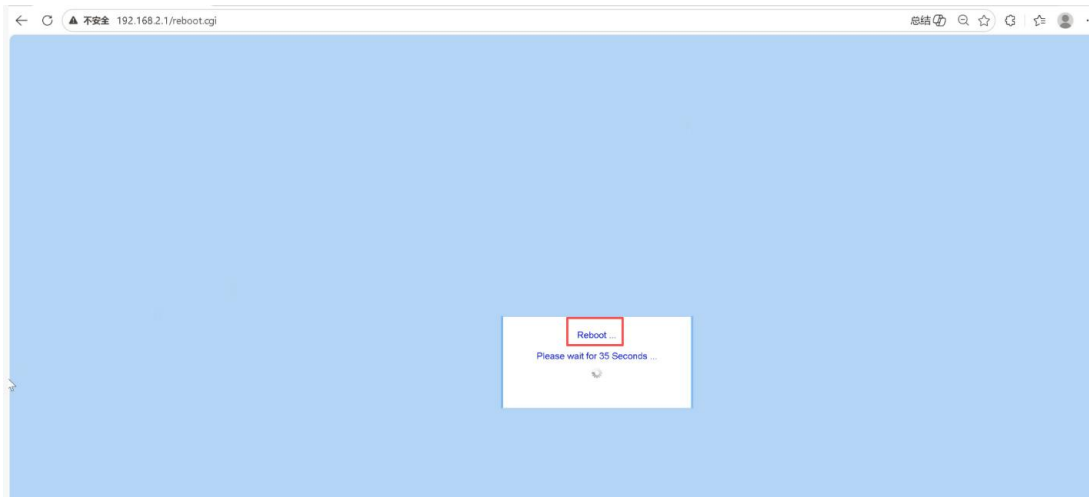 不安全 192.168.2.1/reboot.cgi 总结
Reboot ...
Please wait for 35 Seconds ...